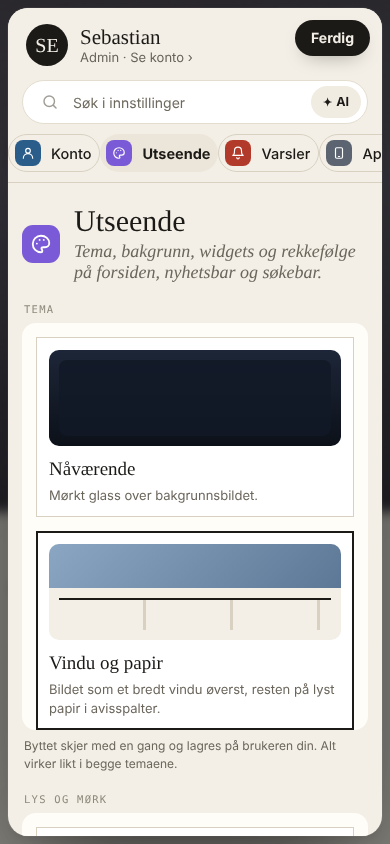 SE
Sebastian
Admin · Se konto ›
Ferdig
Søk i innstillinger
✦ AI
Konto
Utseende
Varsler
Ap
Utseende
Tema, bakgrunn, widgets og rekkefølge
på forsiden, nyhetsbar og søkebar.
TEMA
Nåværende
Mørkt glass over bakgrunnsbildet.
Vindu og papir
Bildet som et bredt vindu øverst, resten på lyst
papir i avisspalter.
Byttet skjer med en gang og lagres på brukeren din. Alt
virker likt i begge temaene.
LYS OG MØRK